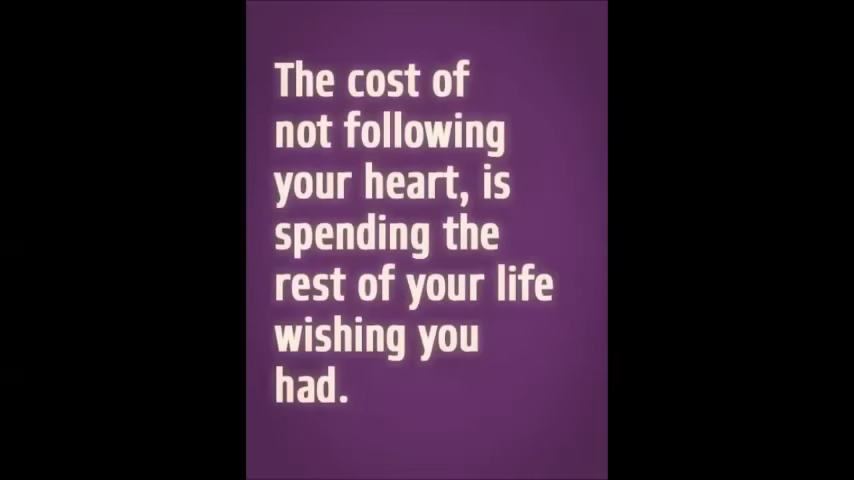 The cost of
not following
your heart, is
spending the
rest of your life
wishing you
had.